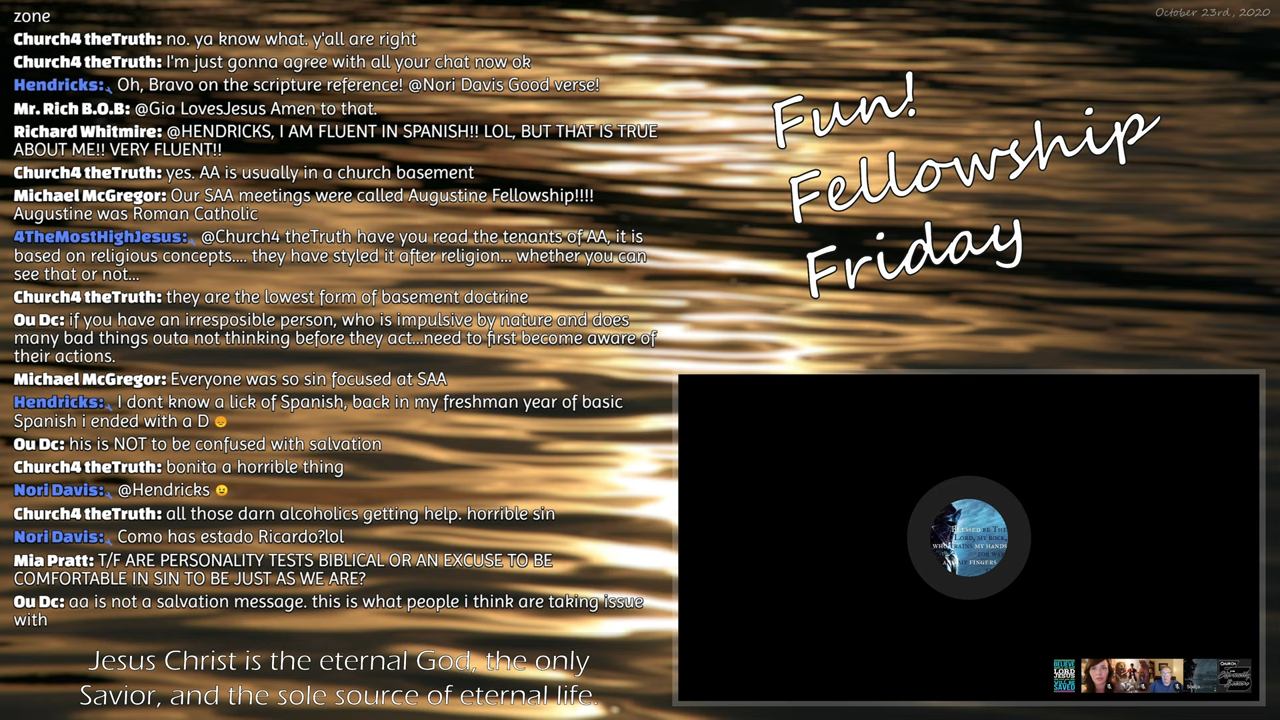 zone
Church4 theTruth: no. ya know what. y'all are right
Church4 theTruth: I'm just gonna agree with all your chat now ok
Hendricks: Oh, Bravo on the scripture reference! @Nori Davis Good verse!
Mr. Rich B.O.B: @Gia LovesJesus Amen to that.
Richard Whitmire: @HENDRICKS, I AM FLUENT IN SPANISH!! LOL, BUT THAT IS TRUE
ABOUT ME!! VERY FLUENT!!
Church4 theTruth: yes. AA is usually in a church basement
Michael McGregor: Our SAA meetings were called Augustine Fellowship!!!!
Augustine was Roman Catholic
4TheMostHighJesus: @Church4 theTruth have you read the tenants of AA, it is
based on religious concepts.... they have styled it after religion... whether you can
see that or not...
Church4 theTruth: they are the lowest form of basement doctrine
Ou Dc: if you have an irresposible person, who is impulsive by nature and does
many bad things outa not thinking before they act...need to first become aware of
their actions.
Michael McGregor: Everyone was so sin focused at SAA
Hendricks: I dont know a lick of Spanish, back in my freshman year of basic
Spanish i ended with a D
Ou Dc: his is NOT to be confused with salvation
Church4 theTruth: bonita a horrible thing
Nori Davis: @Hendricks
Church4 theTruth: all those darn alcoholics getting help. horrible sin
Nori Davis: Como has estado Ricardo?lol
Mia Pratt: T/F ARE PERSONALITY TESTS BIBLICAL OR AN EXCUSE TO BE
COMFORTABLE IN SIN TO BE JUST AS WE ARE?
Ou Dc: aa is not a salvation message. this is what people i think are taking issue
with
Jesus Christ is the eternal God, the only
Savior, and the sole source of eternal life.
October 23rd, 2020
Fun!
Fellowship
Friday
BLESSED BE THE
LORD, MY ROCK,
WHO TRAINS MY HANDS
FOR WAR
FINGERS
BELIEVE
LORD
JESUS
SAVED
CHURCH